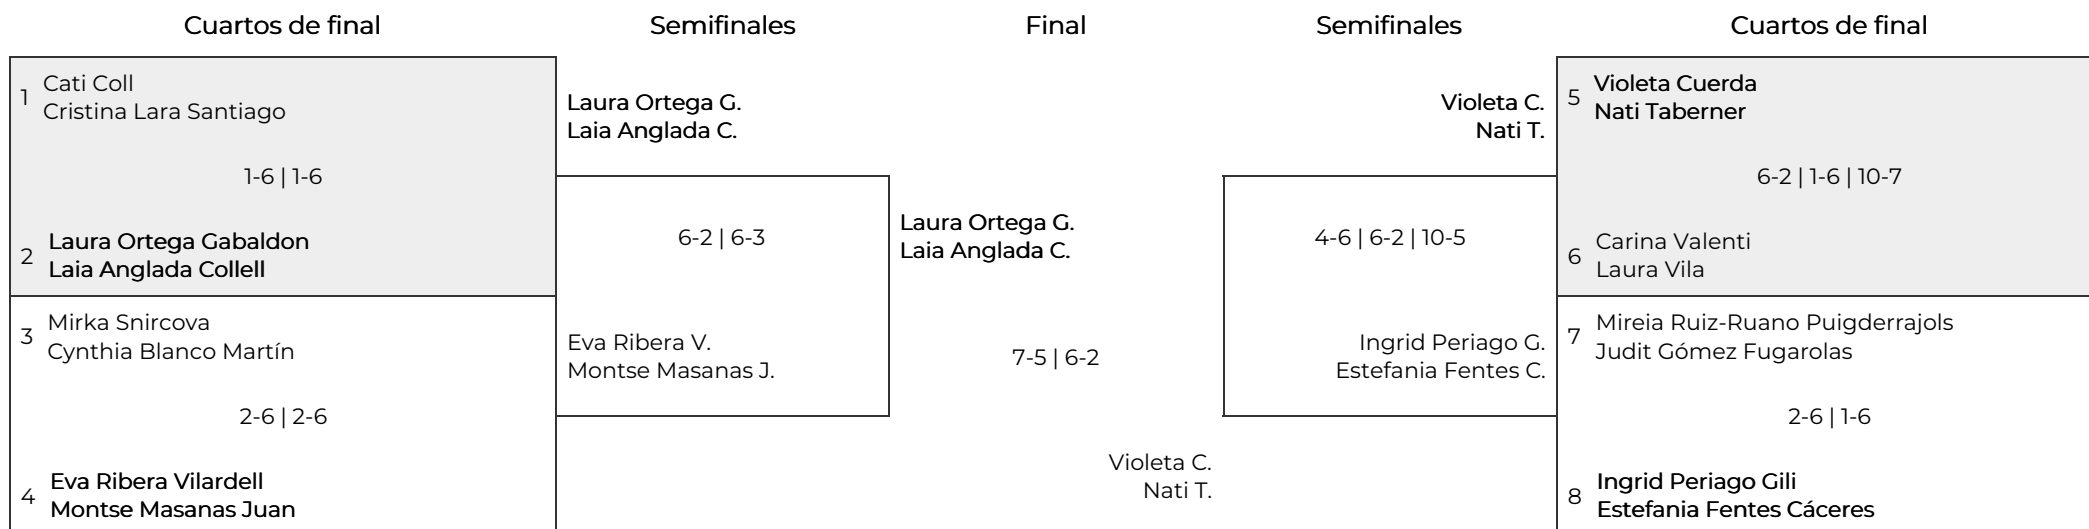 Cuartos de final
Semifinales
Final
Semifinales
Cuartos de final
1
Cati Coll
Cristina Lara Santiago
1-6 | 1-6
2
Laura Ortega Gabaldon
Laia Anglada Collell
3
Mirka Snircova
Cynthia Blanco Martín
2-6 | 2-6
4
Eva Ribera Vilardell
Montse Masanas Juan
Laura Ortega G.
Laia Anglada C.
6-2 | 6-3
Eva Ribera V.
Montse Masanas J.
Laura Ortega G.
Laia Anglada C.
7-5 | 6-2
Violeta C.
Nati T.
Violeta C.
Nati T.
4-6 | 6-2 | 10-5
Ingrid Periago G.
Estefania Fentes C.
5
Violeta Cuerda
Nati Taberner
6-2 | 1-6 | 10-7
6
Carina Valenti
Laura Vila
7
Mireia Ruiz-Ruano Puigderrajols
Judit Gómez Fugarolas
2-6 | 1-6
8
Ingrid Periago Gili
Estefania Fentes Cáceres